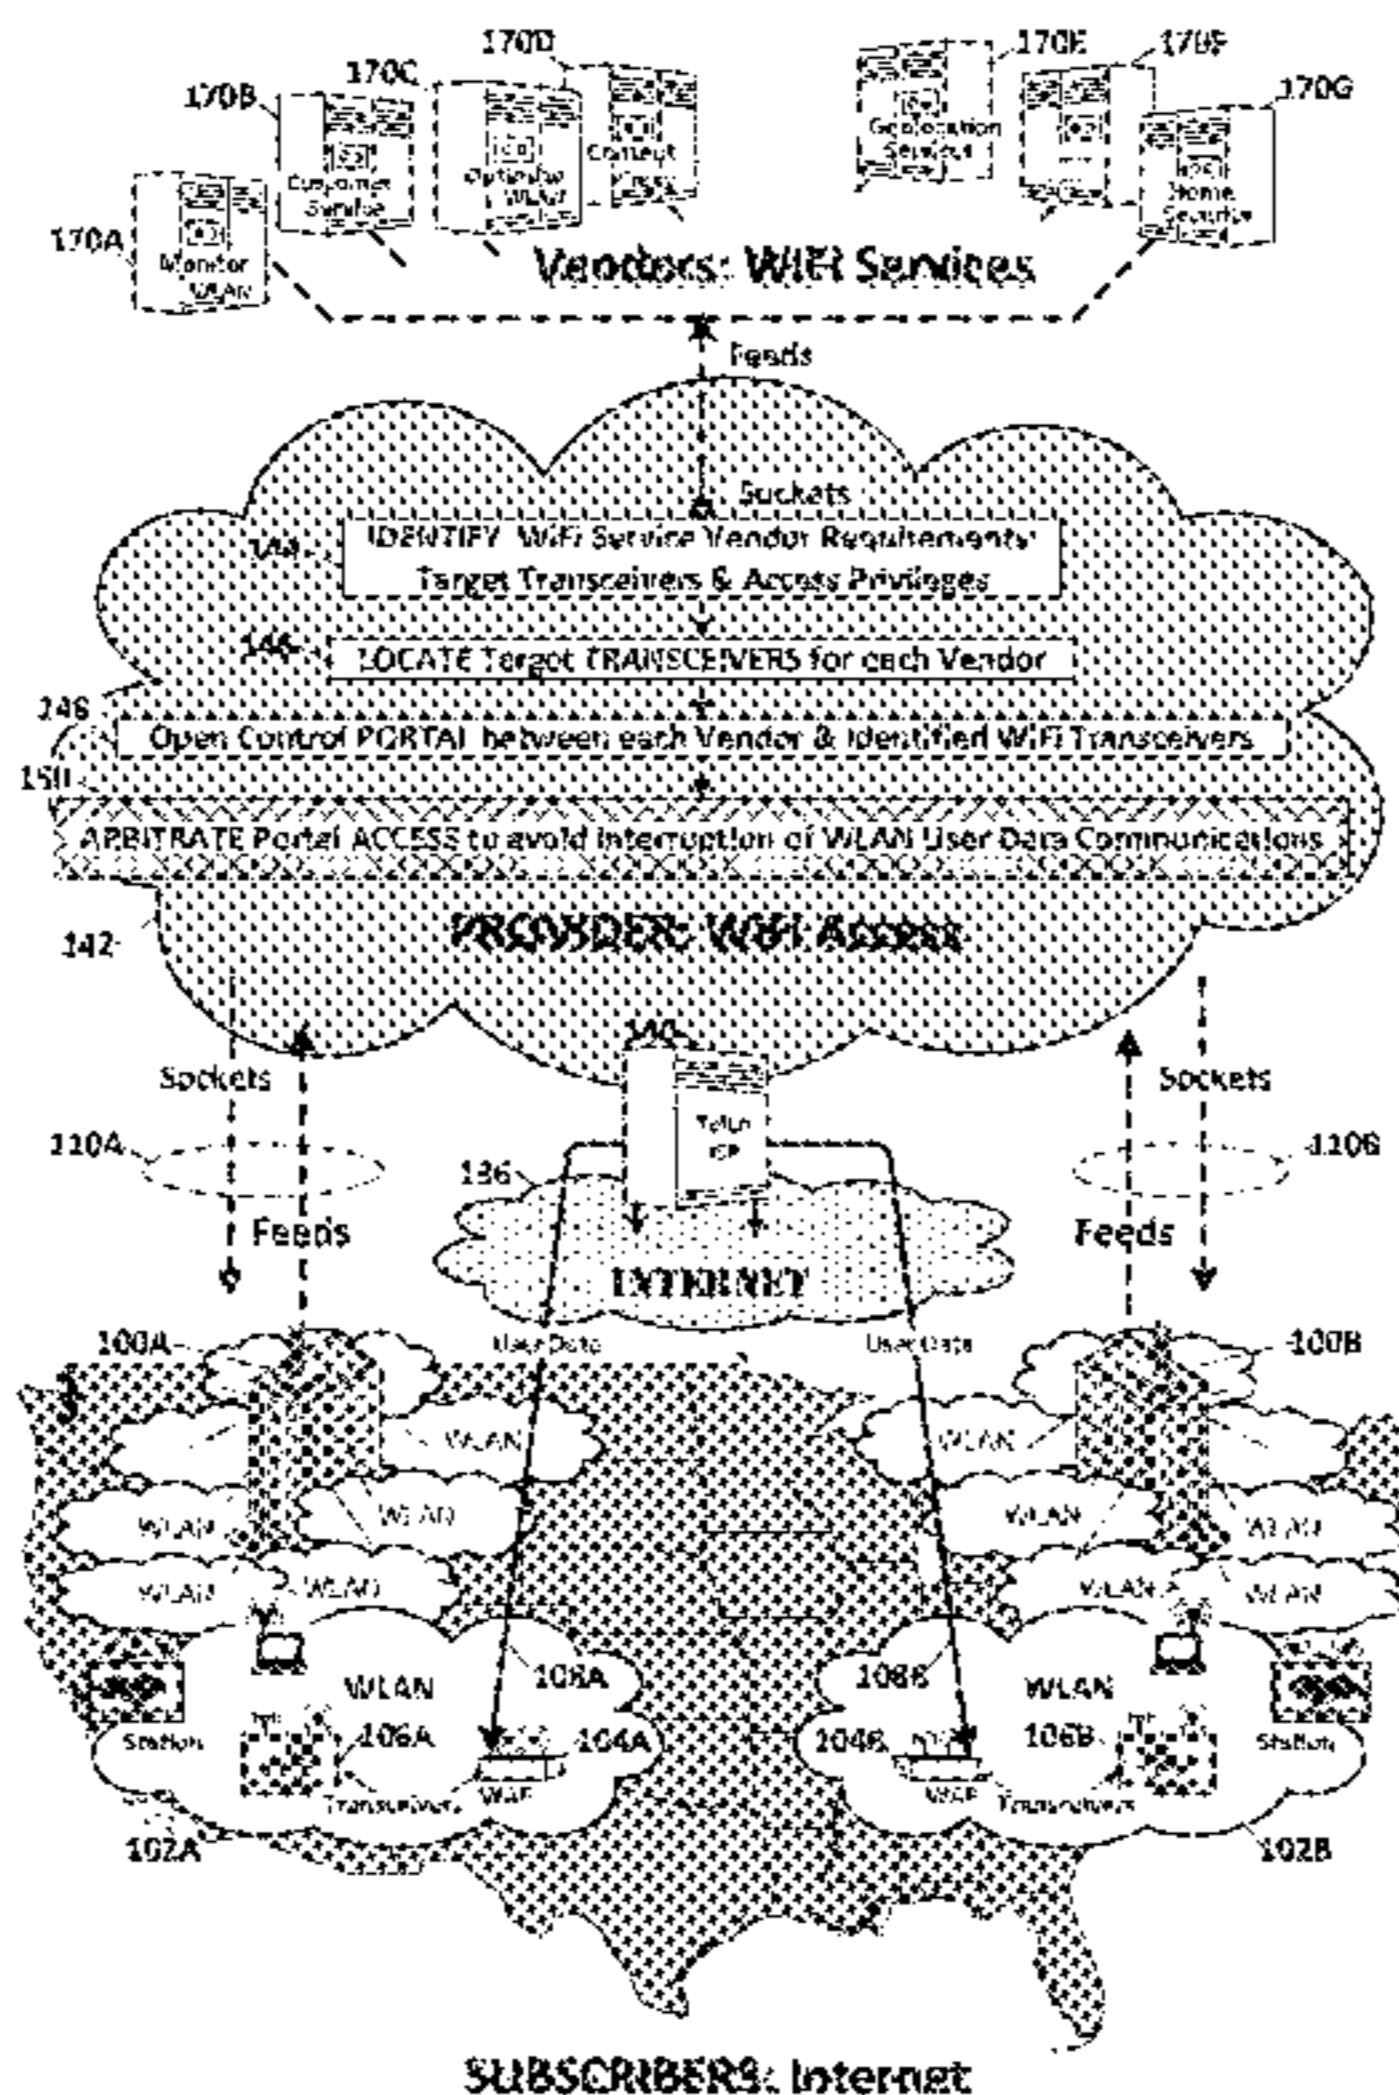 170D
170E
170F
170C
170B
170G
Geolocation
Services
Connect
Customer
Service
Optimize
WLAN
Home
Security
170A
Monitor
WLAN
Vendors: WiFi Services
Feeds
Sockets
144
IDENTIFY WiFi Service Vendor Requirements:
Target Transceivers & Access Privileges
146
LOCATE Target TRANSCEIVERS for each Vendor
148
Open Control PORTAL between each Vendor & Identified WiFi Transceivers
150
ARBITRATE Portal ACCESS to avoid interruption of WLAN User Data Communications
PROVIDER: WiFi Access
142
140
Sockets
Sockets
Telco
ISP
110A
110B
136
Feeds
Feeds
INTERNET
100A
User Data
User Data
100B
WLAN
WLAN
WLAN
WLAN
WLAN
WLAN
WLAN
WLAN
WLAN
WLAN
108A
108B
WLAN
WLAN
Station
106A
104A
104B
106B
Station
Transceivers
WAP
WAP
Transceivers
102A
102B
SUBSCRIBERS: Internet